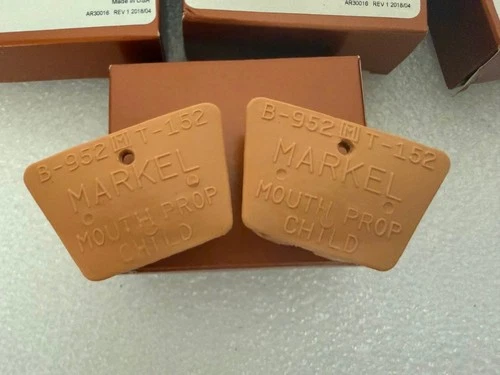 Made in USA
AR30016 REV 1 2018/04
AR30016 REV 1 2018/04
B-952 M T-152
MARKEL
MOUTH PROP
CHILD
B-952 M T-152
MARKEL
MOUTH PROP
CHILD